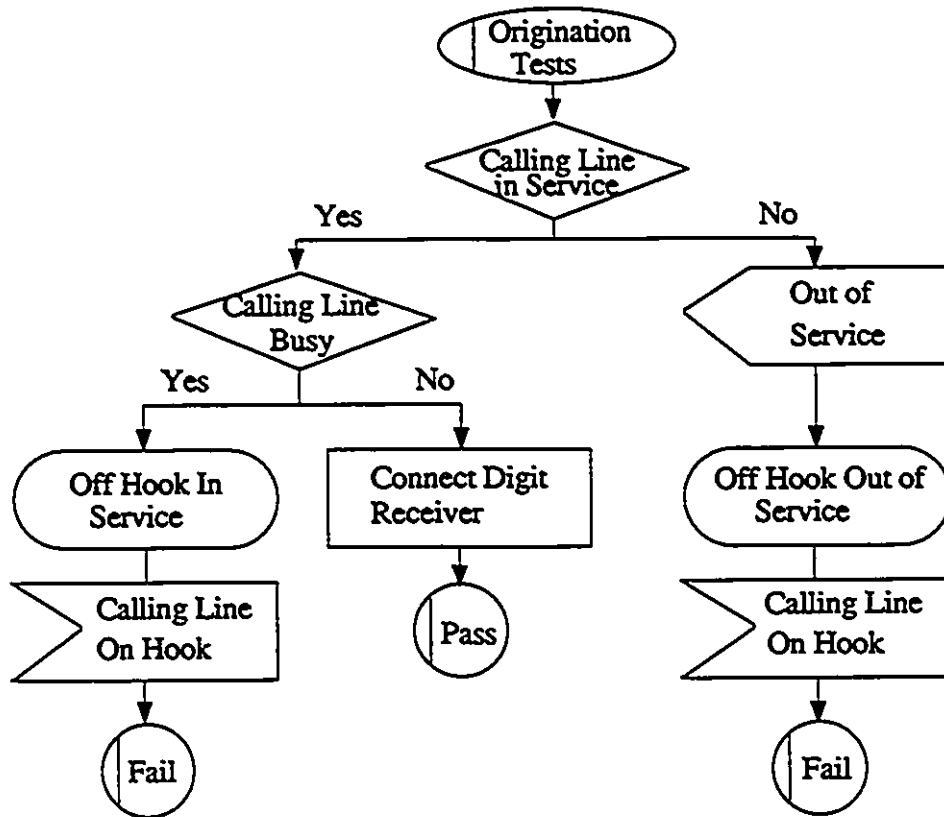 Origination
Tests
Calling Line
in Service
Yes
No
Calling Line
Busy
Out of
Service
Yes
No
Off Hook In
Service
Connect Digit
Receiver
Off Hook Out of
Service
Calling Line
On Hook
Pass
Calling Line
On Hook
Fail
Fail